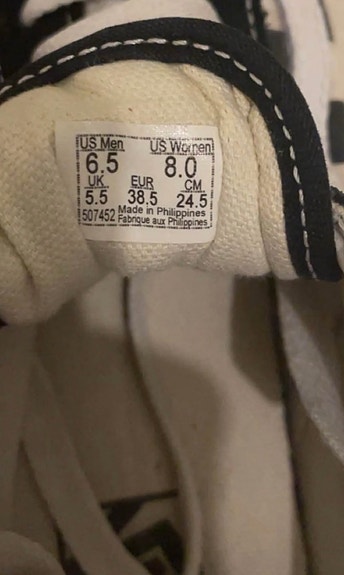 US Men US Women
6.5 8.0
UK EUR CM
5.5 38.5 24.5
507452 Made in Philippines
Fabrique aux Philippines